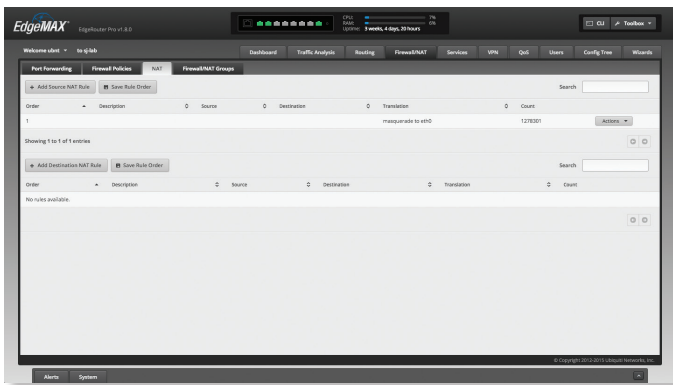 EdgeMAX EdgeRouter Pro v1.8.0
CPU: 7%
RAM: 6%
Uptime: 3 weeks, 4 days, 20 hours
CLI Toolbox
Welcome ubnt to sj-lab
Dashboard Traffic Analysis Routing Firewall/NAT Services VPN QoS Users Config Tree Wizards
Port Forwarding Firewall Policies NAT Firewall/NAT Groups
+ Add Source NAT Rule Save Rule Order Search
Order Description Source Destination Translation Count
1 masquerade to eth0 1278301 Actions
Showing 1 to 1 of 1 entries
+ Add Destination NAT Rule Save Rule Order Search
Order Description Source Destination Translation Count
No rules available.
© Copyright 2012-2015 Ubiquiti Networks, Inc.
Alerts System